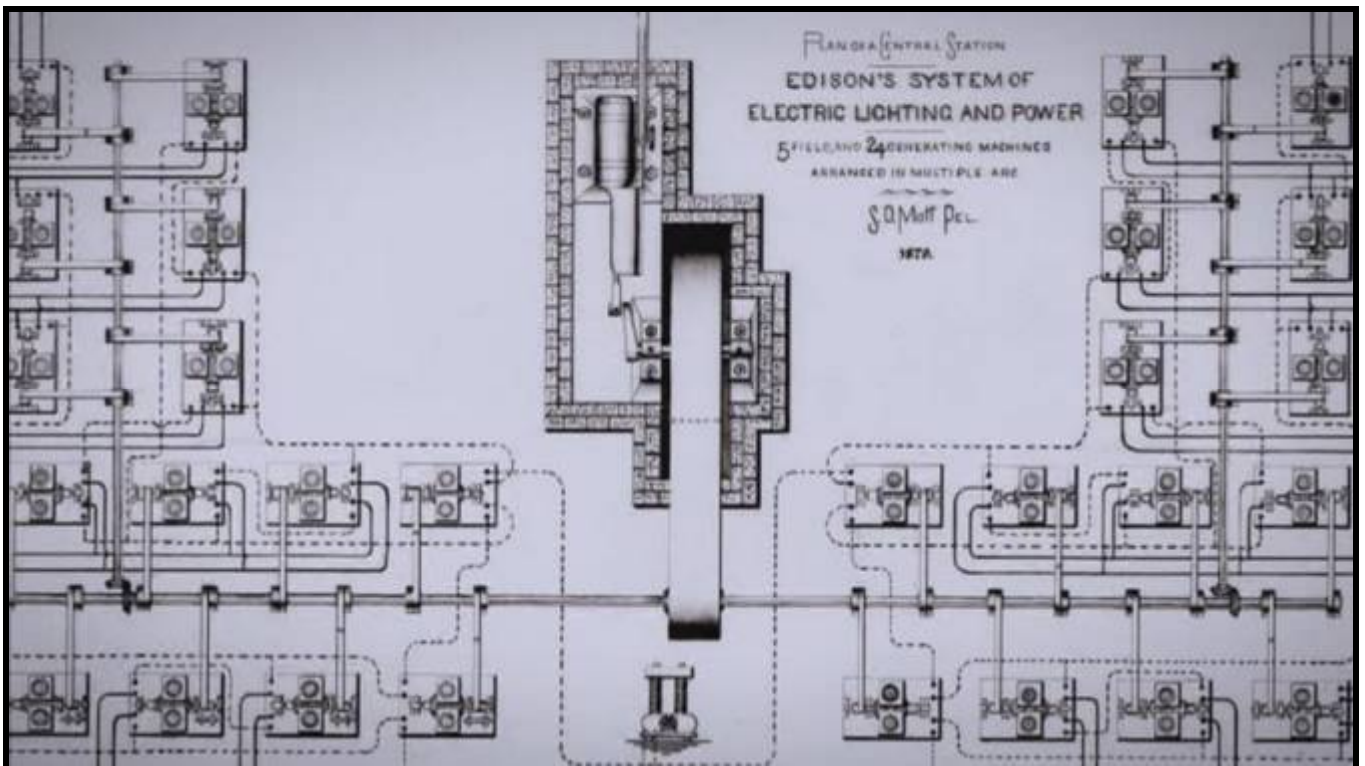 PLAN OF A CENTRAL STATION
EDISON'S SYSTEM OF
ELECTRIC LIGHTING AND POWER
5 FIELD, AND 24 GENERATING MACHINES
ARRANGED IN MULTIPLE ARC
S.O. Mott Del.